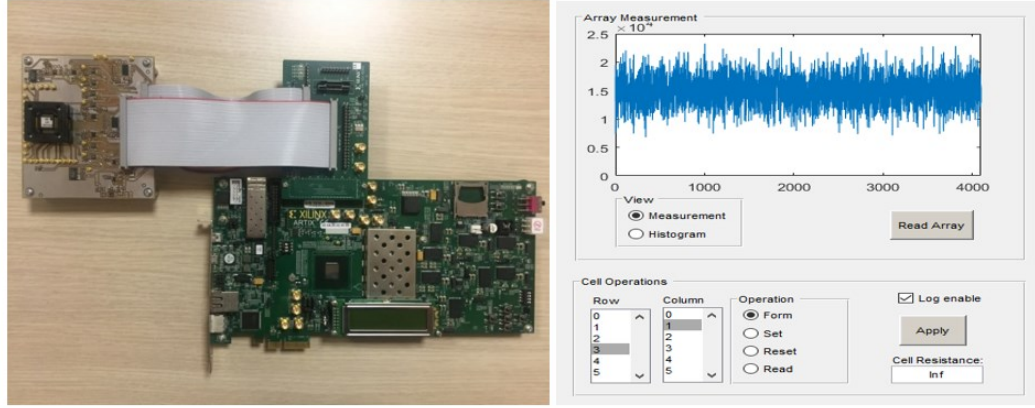 XILINX
ARTIX
Array Measurement
× 10⁴
2.5
2
1.5
1
0.5
0
0 1000 2000 3000 4000
View
Measurement
Histogram
Read Array
Cell Operations
Row Column Operation Log enable
0 0 Form
1 1 Set
2 2 Reset
3 3 Read
4 4
5 5
Apply
Cell Resistance:
Inf